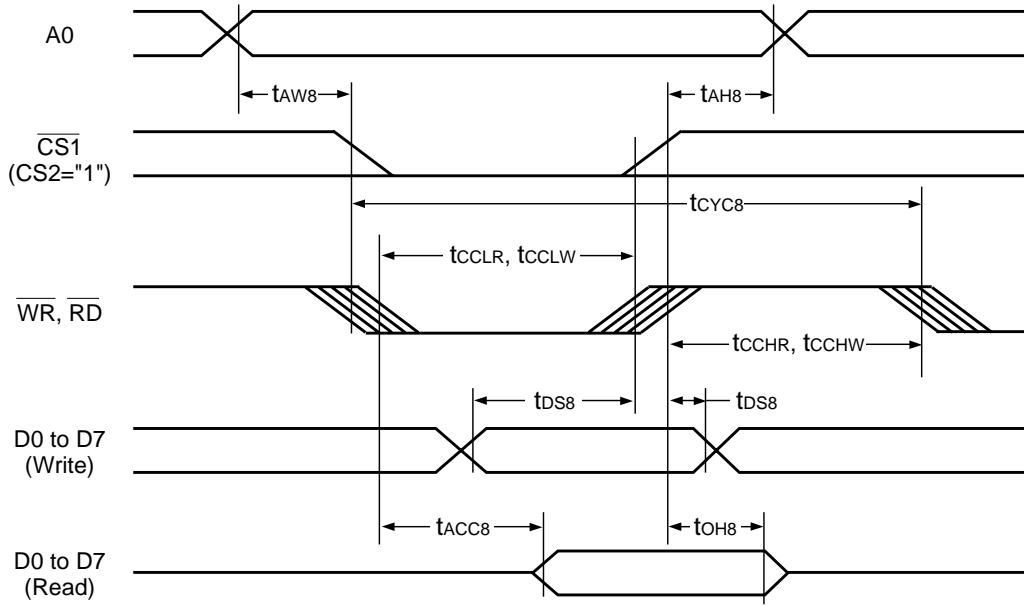 A0
tAW8
tAH8
CS1
(CS2="1")
tCYC8
tCCLR, tCCLW
WR, RD
tCCHR, tCCHW
tDS8
tDS8
D0 to D7
(Write)
tACC8
tOH8
D0 to D7
(Read)